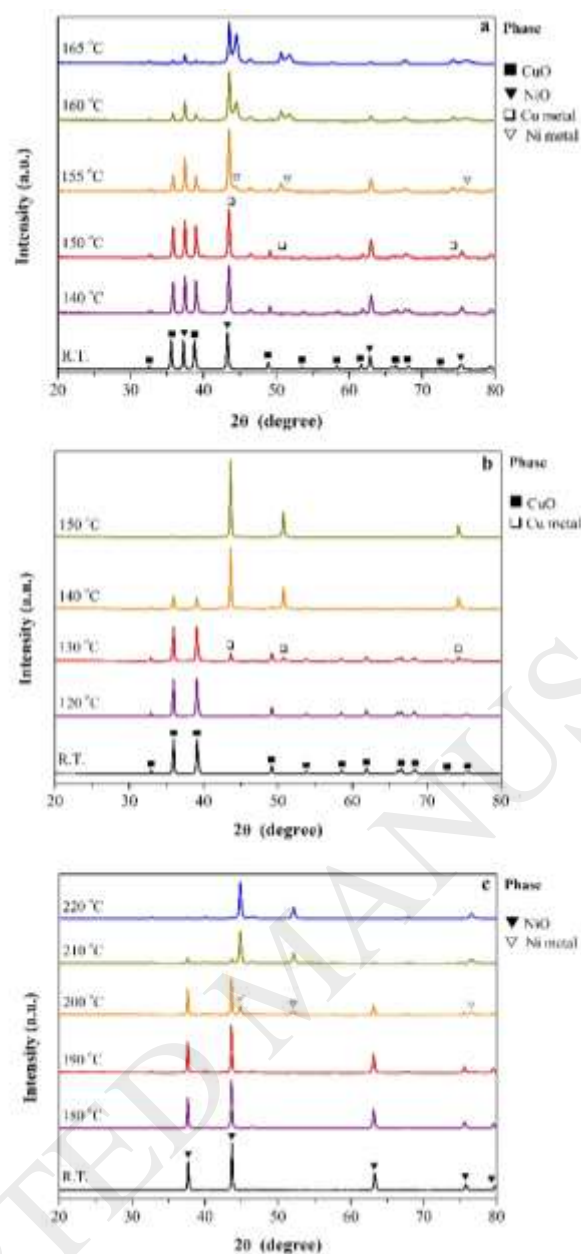 a
Phase
165 °C
CuO
NiO
160 °C
Cu metal
Ni metal
155 °C
150 °C
140 °C
R.T.
Intensity (a.u.)
20 30 40 50 60 70 80
2θ (degree)
b
Phase
150 °C
CuO
Cu metal
140 °C
130 °C
120 °C
R.T.
Intensity (a.u.)
20 30 40 50 60 70 80
2θ (degree)
c
Phase
220 °C
NiO
Ni metal
210 °C
200 °C
190 °C
180 °C
R.T.
Intensity (a.u.)
20 30 40 50 60 70 80
2θ (degree)
TED MANUS